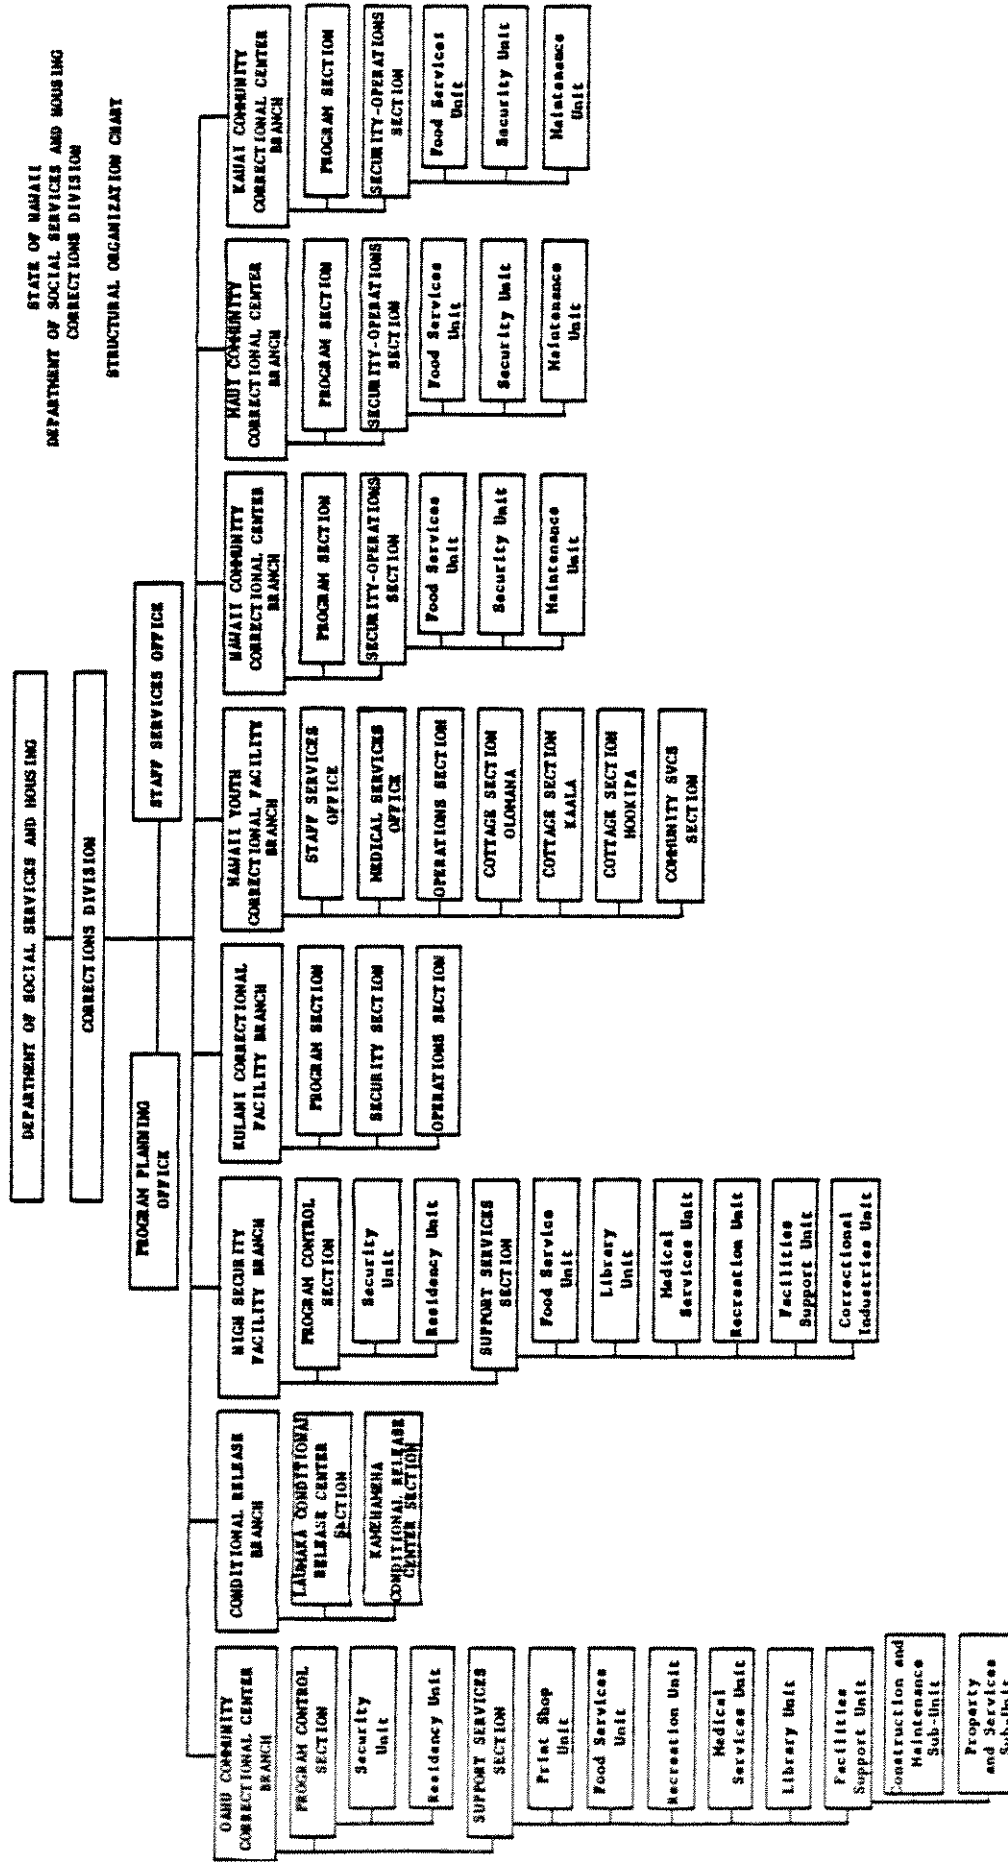 STATE OF HAWAII
DEPARTMENT OF SOCIAL SERVICES AND HOUSING
CORRECTIONS DIVISION
STRUCTURAL ORGANIZATION CHART
DEPARTMENT OF SOCIAL SERVICES AND HOUSING
CORRECTIONS DIVISION
PROGRAM PLANNING
OFFICE
STAFF SERVICES OFFICE
OAHU COMMUNITY
CORRECTIONAL CENTER
BRANCH
PROGRAM CONTROL
SECTION
Security
Unit
Residency Unit
SUPPORT SERVICES
SECTION
Print Shop
Unit
Food Services
Unit
Recreation Unit
Medical
Services Unit
Library Unit
Facilities
Support Unit
Construction and
Maintenance
Sub-Unit
Property
and Services
Sub-Unit
CONDITIONAL RELEASE
BRANCH
LAUMAKA CONDITIONAL
RELEASE CENTER
SECTION
KAMEHAMEHA
CONDITIONAL RELEASE
CENTER SECTION
HIGH SECURITY
FACILITY BRANCH
PROGRAM CONTROL
SECTION
Security
Unit
Residency Unit
SUPPORT SERVICES
SECTION
Food Service
Unit
Library
Unit
Medical
Services Unit
Recreation Unit
Facilities
Support Unit
Correctional
Industries Unit
KULANI CORRECTIONAL
FACILITY BRANCH
PROGRAM SECTION
SECURITY SECTION
OPERATIONS SECTION
HAWAII YOUTH
CORRECTIONAL FACILITY
BRANCH
STAFF SERVICES
OFFICE
MEDICAL SERVICES
OFFICE
OPERATIONS SECTION
COTTAGE SECTION
OLOMANA
COTTAGE SECTION
KALA
COTTAGE SECTION
HOOKIPA
COMMUNITY SVCS
SECTION
HAWAII COMMUNITY
CORRECTIONAL CENTER
BRANCH
PROGRAM SECTION
SECURITY-OPERATIONS
SECTION
Food Services
Unit
Security Unit
Maintenance
Unit
MAUI COMMUNITY
CORRECTIONAL CENTER
BRANCH
PROGRAM SECTION
SECURITY-OPERATIONS
SECTION
Food Services
Unit
Security Unit
Maintenance
Unit
KAUAI COMMUNITY
CORRECTIONAL CENTER
BRANCH
PROGRAM SECTION
SECURITY-OPERATIONS
SECTION
Food Services
Unit
Security Unit
Maintenance
Unit